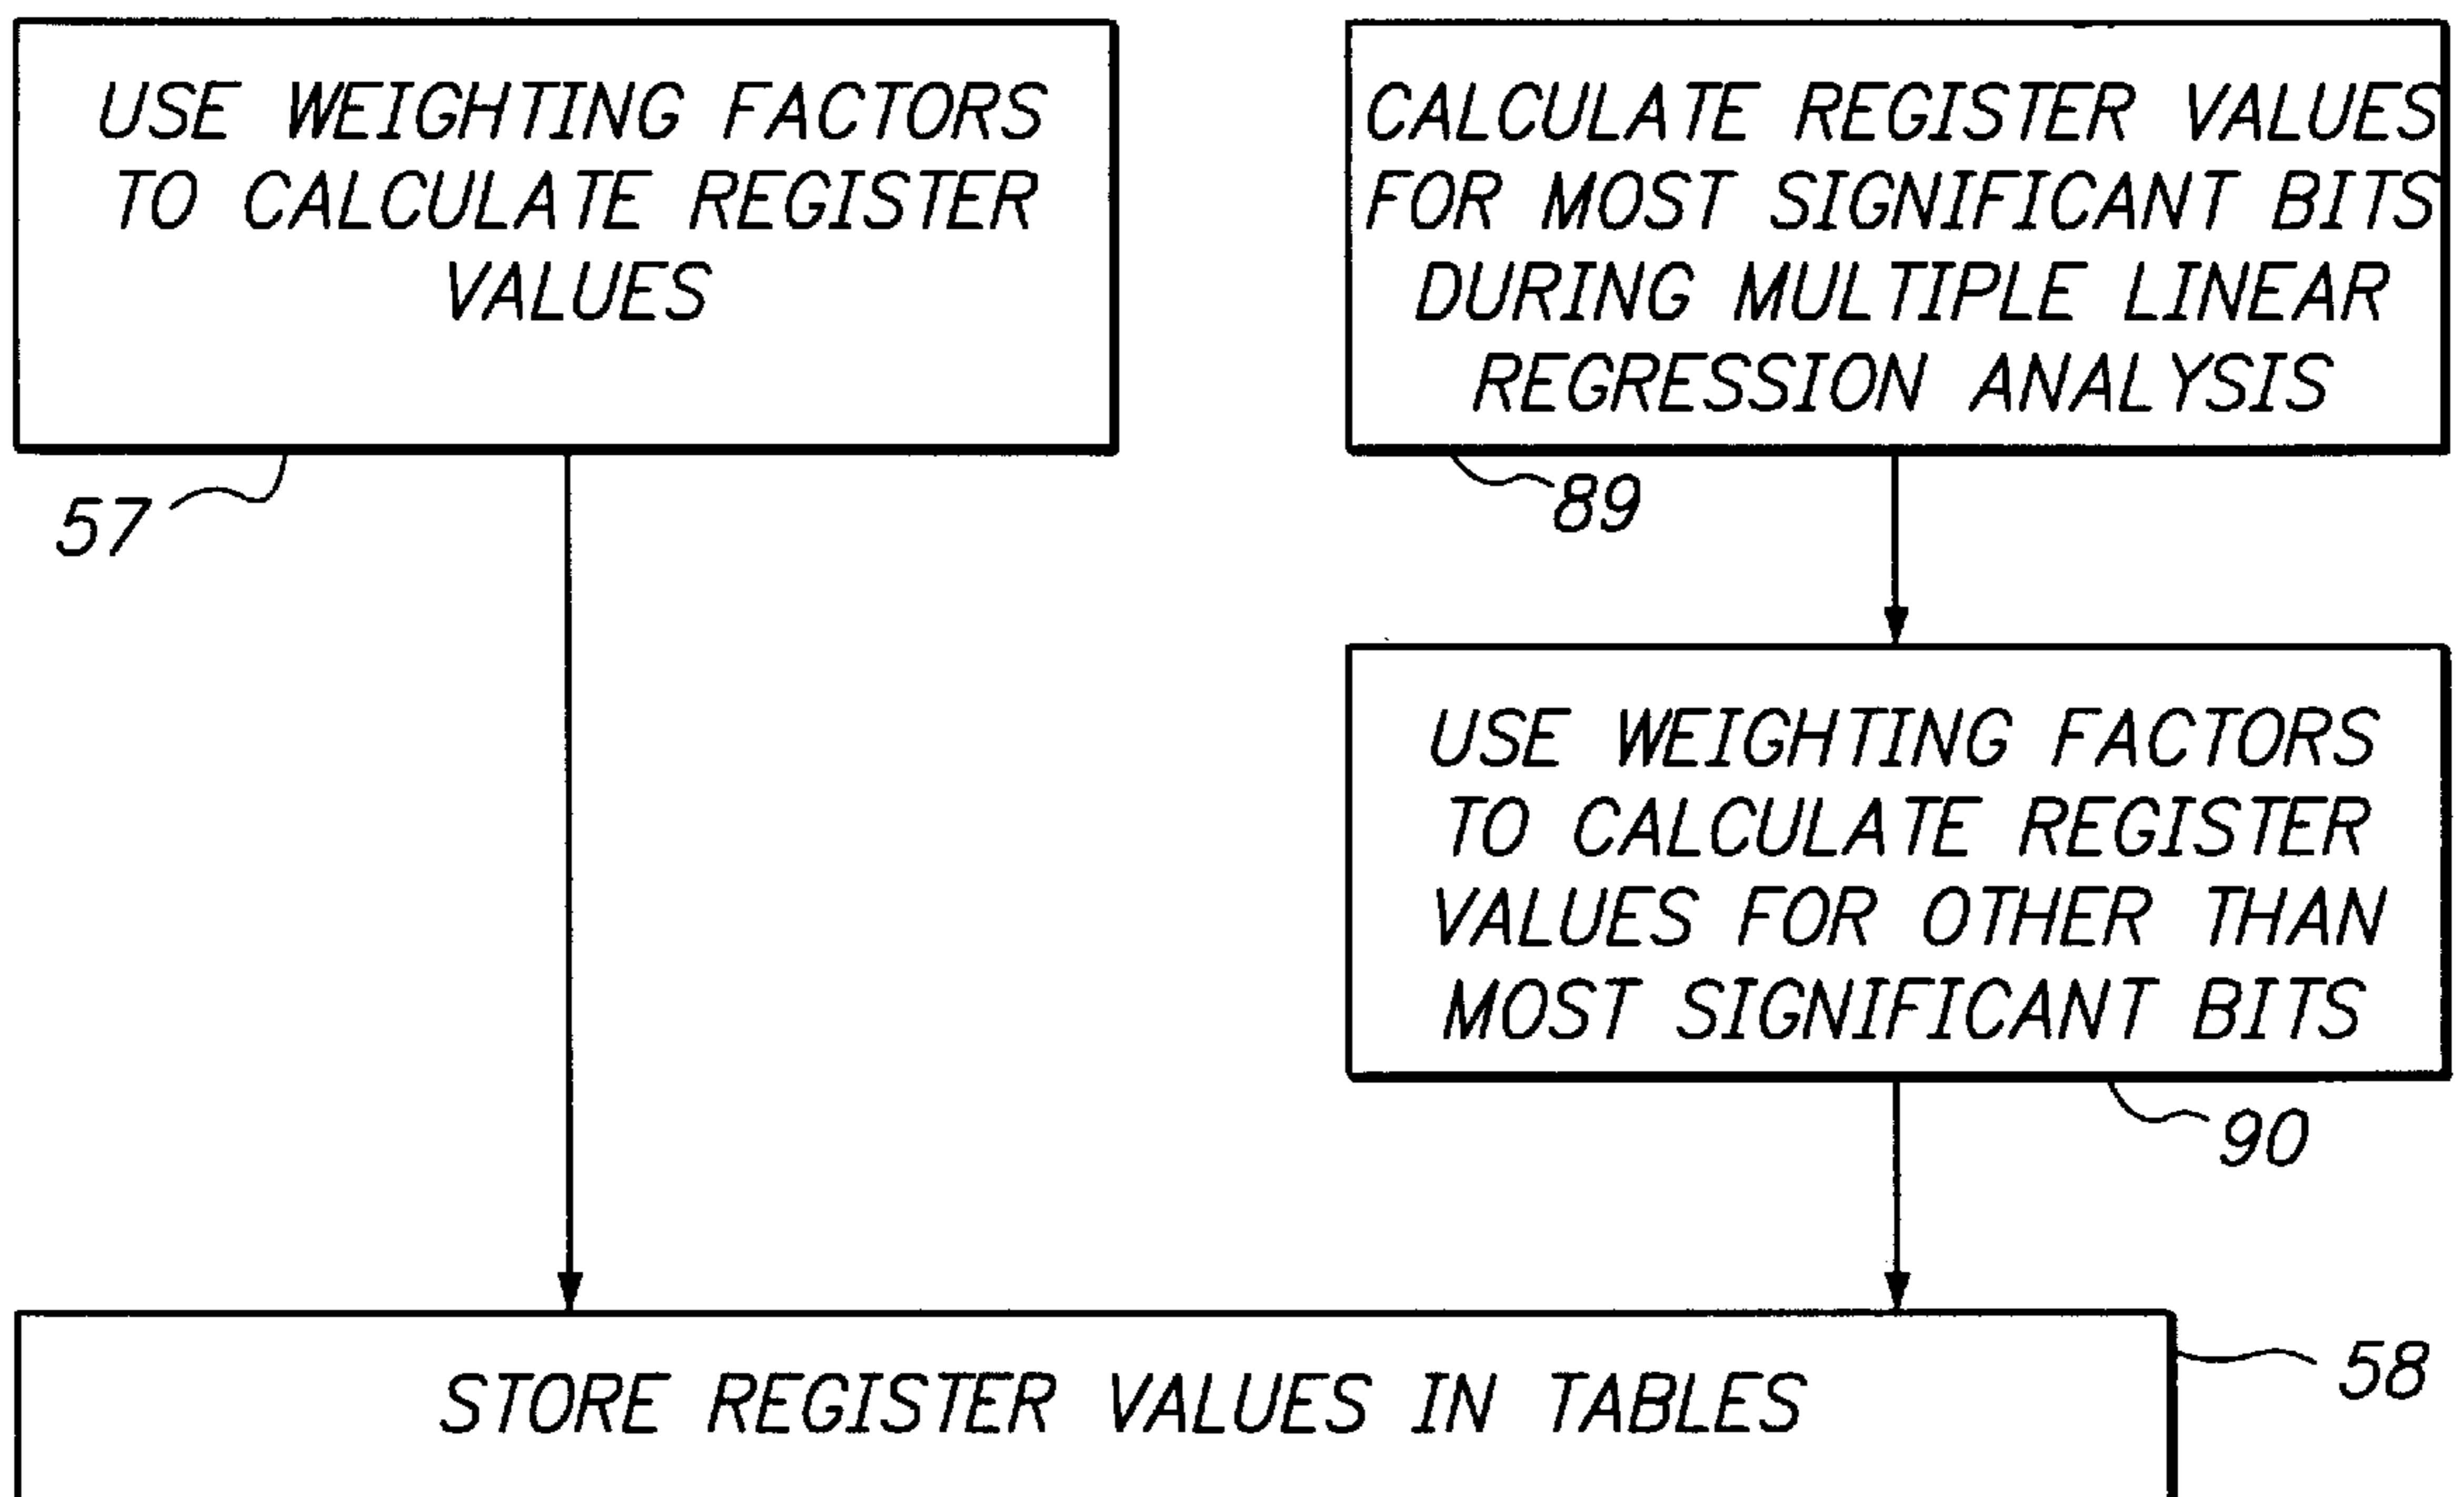 USE WEIGHTING FACTORS
TO CALCULATE REGISTER
VALUES
57
CALCULATE REGISTER VALUES
FOR MOST SIGNIFICANT BITS
DURING MULTIPLE LINEAR
REGRESSION ANALYSIS
89
USE WEIGHTING FACTORS
TO CALCULATE REGISTER
VALUES FOR OTHER THAN
MOST SIGNIFICANT BITS
90
STORE REGISTER VALUES IN TABLES
58